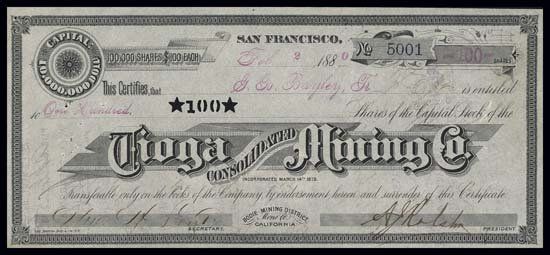 SAN FRANCISCO,
Feb 2 1880
No 5001
CAPITAL
10,000,000
100,000 SHARES $100 EACH
100
SHARES
This Certifies, that G. E. Bayley, Tr is entitled
to One Hundred ★100★ Shares of the Capital Stock of the
Tioga CONSOLIDATED Mining Co.
INCORPORATED MARCH 14TH 1878.
Transferable only on the books of the Company by endorsement hereon and surrender of this Certificate
BODIE MINING DISTRICT
Mono Co.
CALIFORNIA
SECRETARY.
PRESIDENT